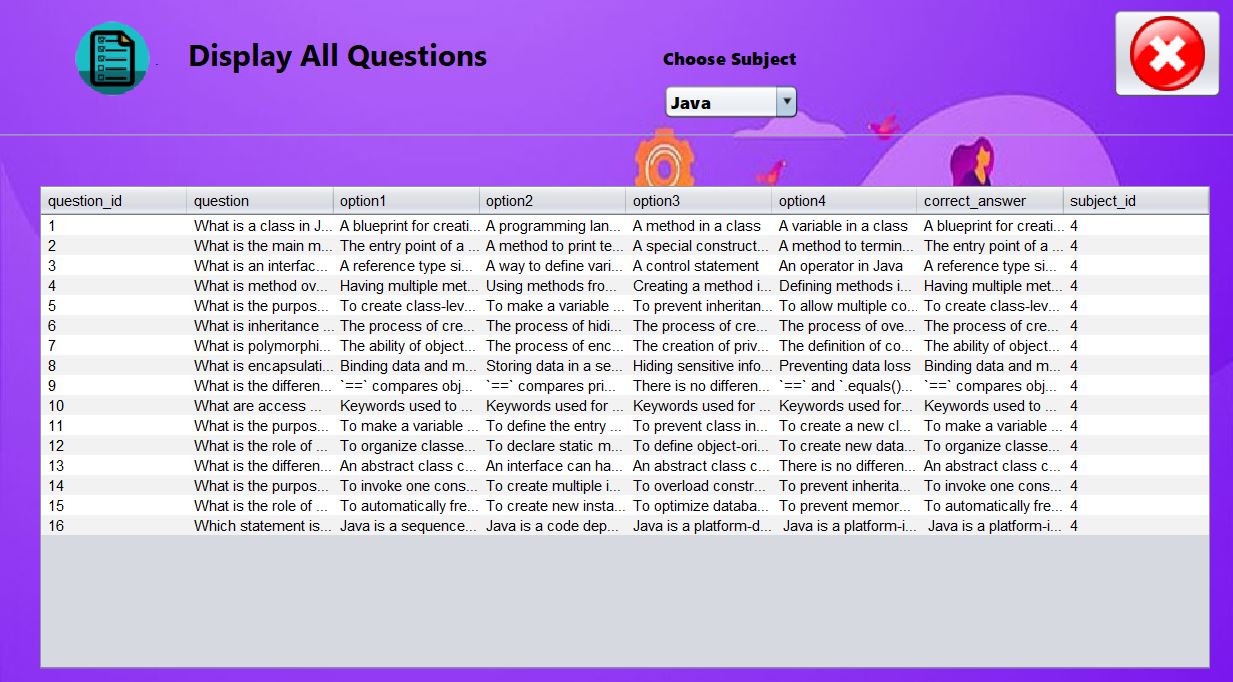 Display All Questions
Choose Subject
Java
question_id question option1 option2 option3 option4 correct_answer subject_id
1 What is a class in J... A blueprint for creati... A programming lan... A method in a class A variable in a class A blueprint for creati... 4
2 What is the main m... The entry point of a ... A method to print te... A special construct... A method to termin... The entry point of a ... 4
3 What is an interfac... A reference type si... A way to define vari... A control statement An operator in Java A reference type si... 4
4 What is method ov... Having multiple met... Using methods fro... Creating a method i... Defining methods i... Having multiple met... 4
5 What is the purpos... To create class-lev... To make a variable ... To prevent inheritan... To allow multiple co... To create class-lev... 4
6 What is inheritance ... The process of cre... The process of hidi... The process of cre... The process of ove... The process of cre... 4
7 What is polymorphi... The ability of object... The process of enc... The creation of priv... The definition of co... The ability of object... 4
8 What is encapsulati... Binding data and m... Storing data in a se... Hiding sensitive info... Preventing data loss Binding data and m... 4
9 What is the differen... `==` compares obj... `==` compares pri... There is no differen... `==` and `.equals()... `==` compares obj... 4
10 What are access ... Keywords used to ... Keywords used for ... Keywords used for ... Keywords used for... Keywords used to ... 4
11 What is the purpos... To make a variable ... To define the entry ... To prevent class in... To create a new cl... To make a variable ... 4
12 What is the role of ... To organize classe... To declare static m... To define object-ori... To create new data... To organize classe... 4
13 What is the differen... An abstract class c... An interface can ha... An abstract class c... There is no differen... An abstract class c... 4
14 What is the purpos... To invoke one cons... To create multiple i... To overload constr... To prevent inherita... To invoke one cons... 4
15 What is the role of ... To automatically fre... To create new insta... To optimize databa... To prevent memor... To automatically fre... 4
16 Which statement is... Java is a sequence... Java is a code dep... Java is a platform-d... Java is a platform-i... Java is a platform-i... 4